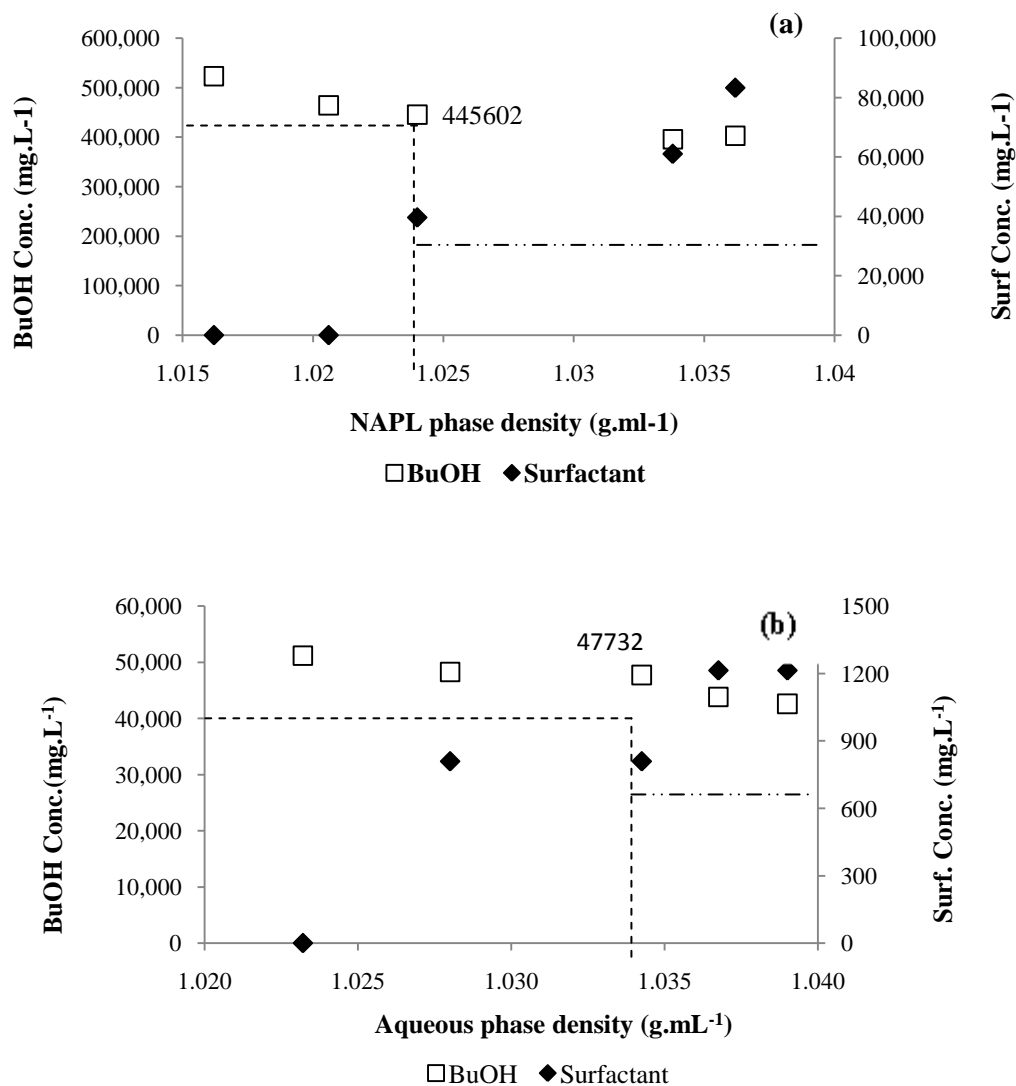 (a)
600,000
500,000
400,000
300,000
200,000
100,000
0
BuOH Conc. (mg.L-1)
445602
100,000
80,000
60,000
40,000
20,000
0
Surf Conc. (mg.L-1)
1.015 1.02 1.025 1.03 1.035 1.04
NAPL phase density (g.ml-1)
BuOH Surfactant
(b)
60,000
50,000
40,000
30,000
20,000
10,000
0
BuOH Conc.(mg.L-1)
47732
1500
1200
900
600
300
0
Surf. Conc. (mg.L-1)
1.020 1.025 1.030 1.035 1.040
Aqueous phase density (g.mL-1)
BuOH Surfactant